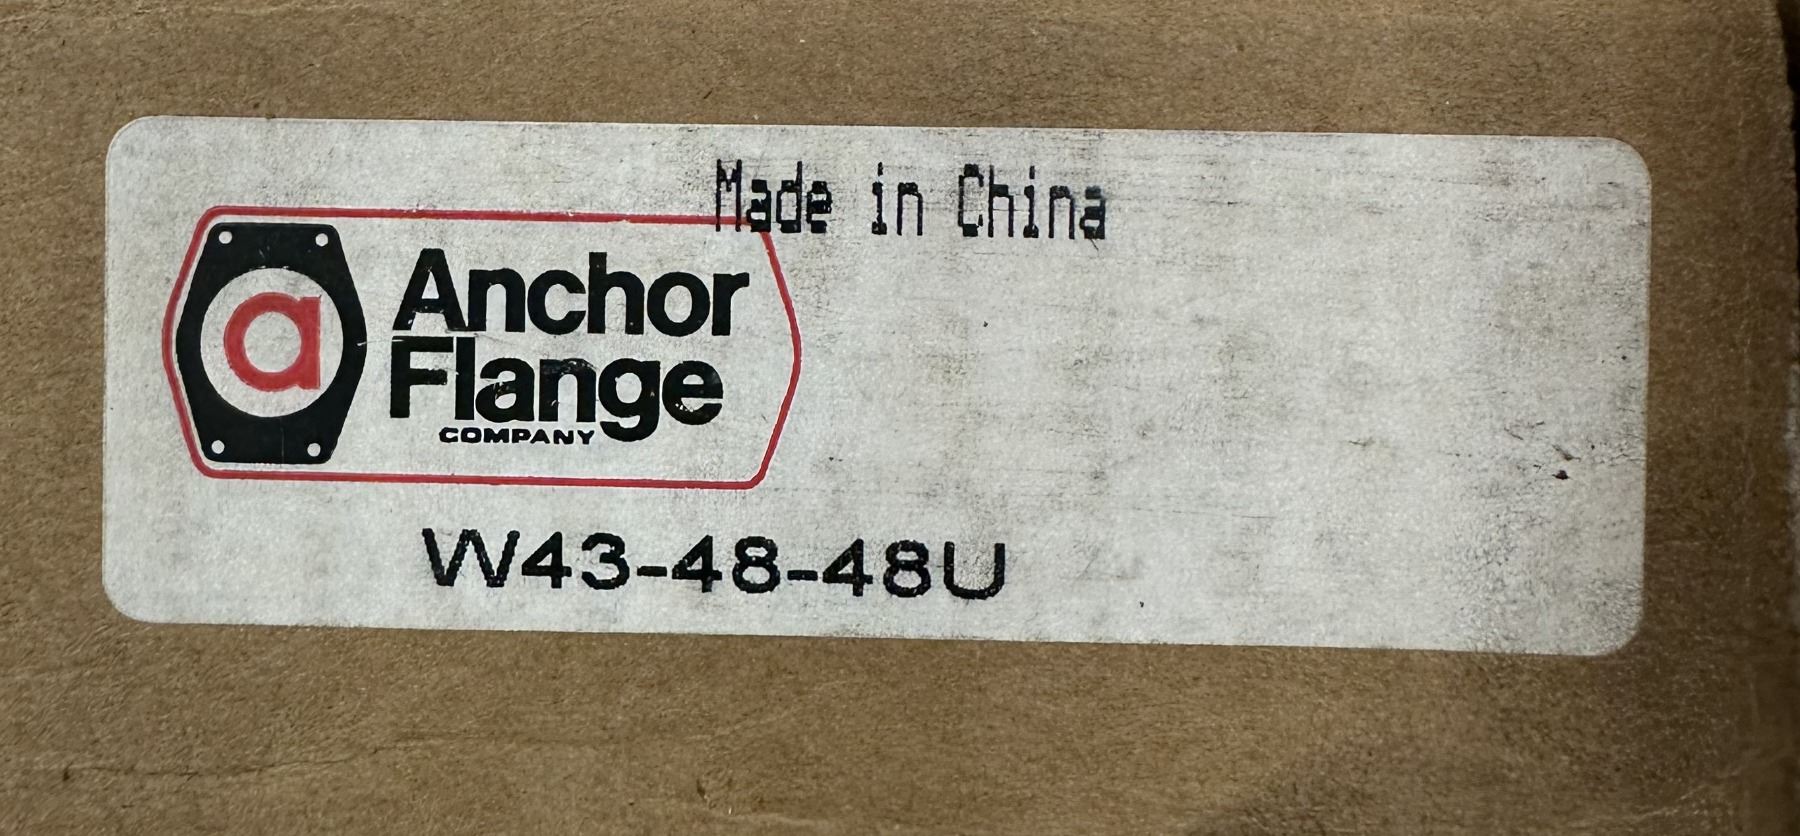 Made in China
a
Anchor
Flange
COMPANY
W43-48-48U